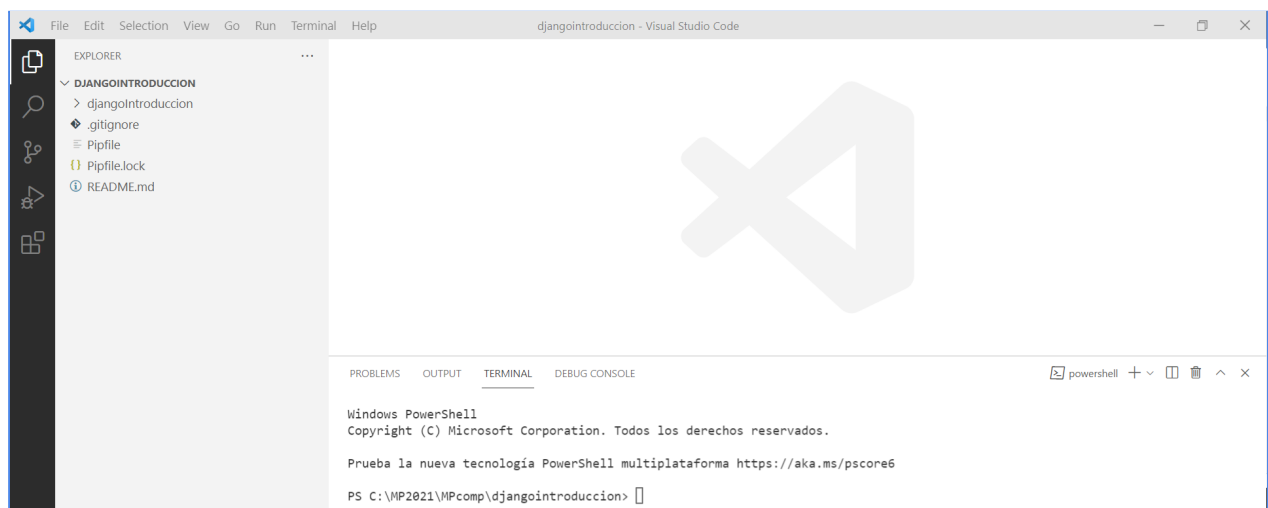 File Edit Selection View Go Run Terminal Help djangointroduccion - Visual Studio Code
EXPLORER
DJANGOINTRODUCCION
djangoIntroduccion
.gitignore
Pipfile
Pipfile.lock
README.md
PROBLEMS OUTPUT TERMINAL DEBUG CONSOLE powershell
Windows PowerShell
Copyright (C) Microsoft Corporation. Todos los derechos reservados.
Prueba la nueva tecnología PowerShell multiplataforma https://aka.ms/pscore6
PS C:\MP2021\MPcomp\djangointroduccion>